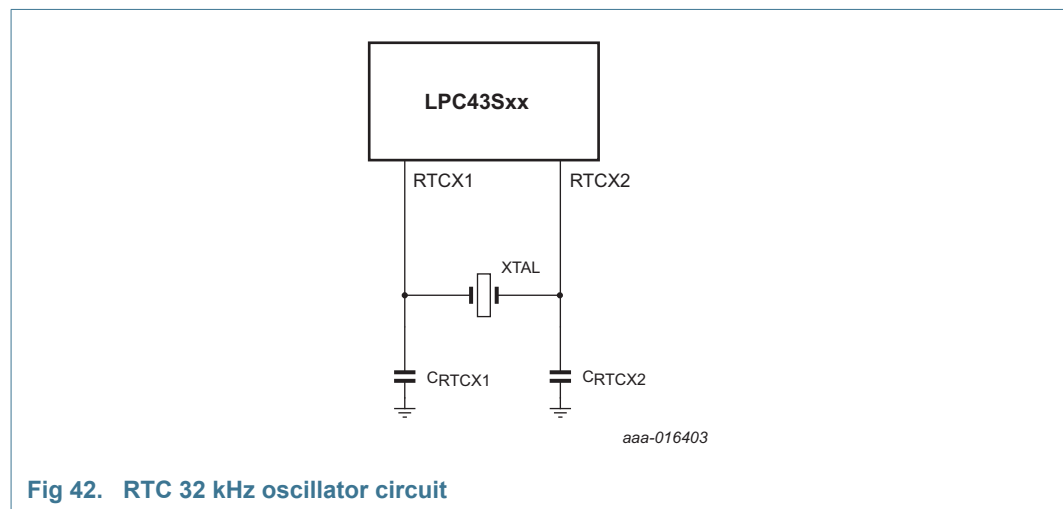 LPC43Sxx
RTCX1 RTCX2
XTAL
CRTCX1 CRTCX2
aaa-016403
Fig 42. RTC 32 kHz oscillator circuit